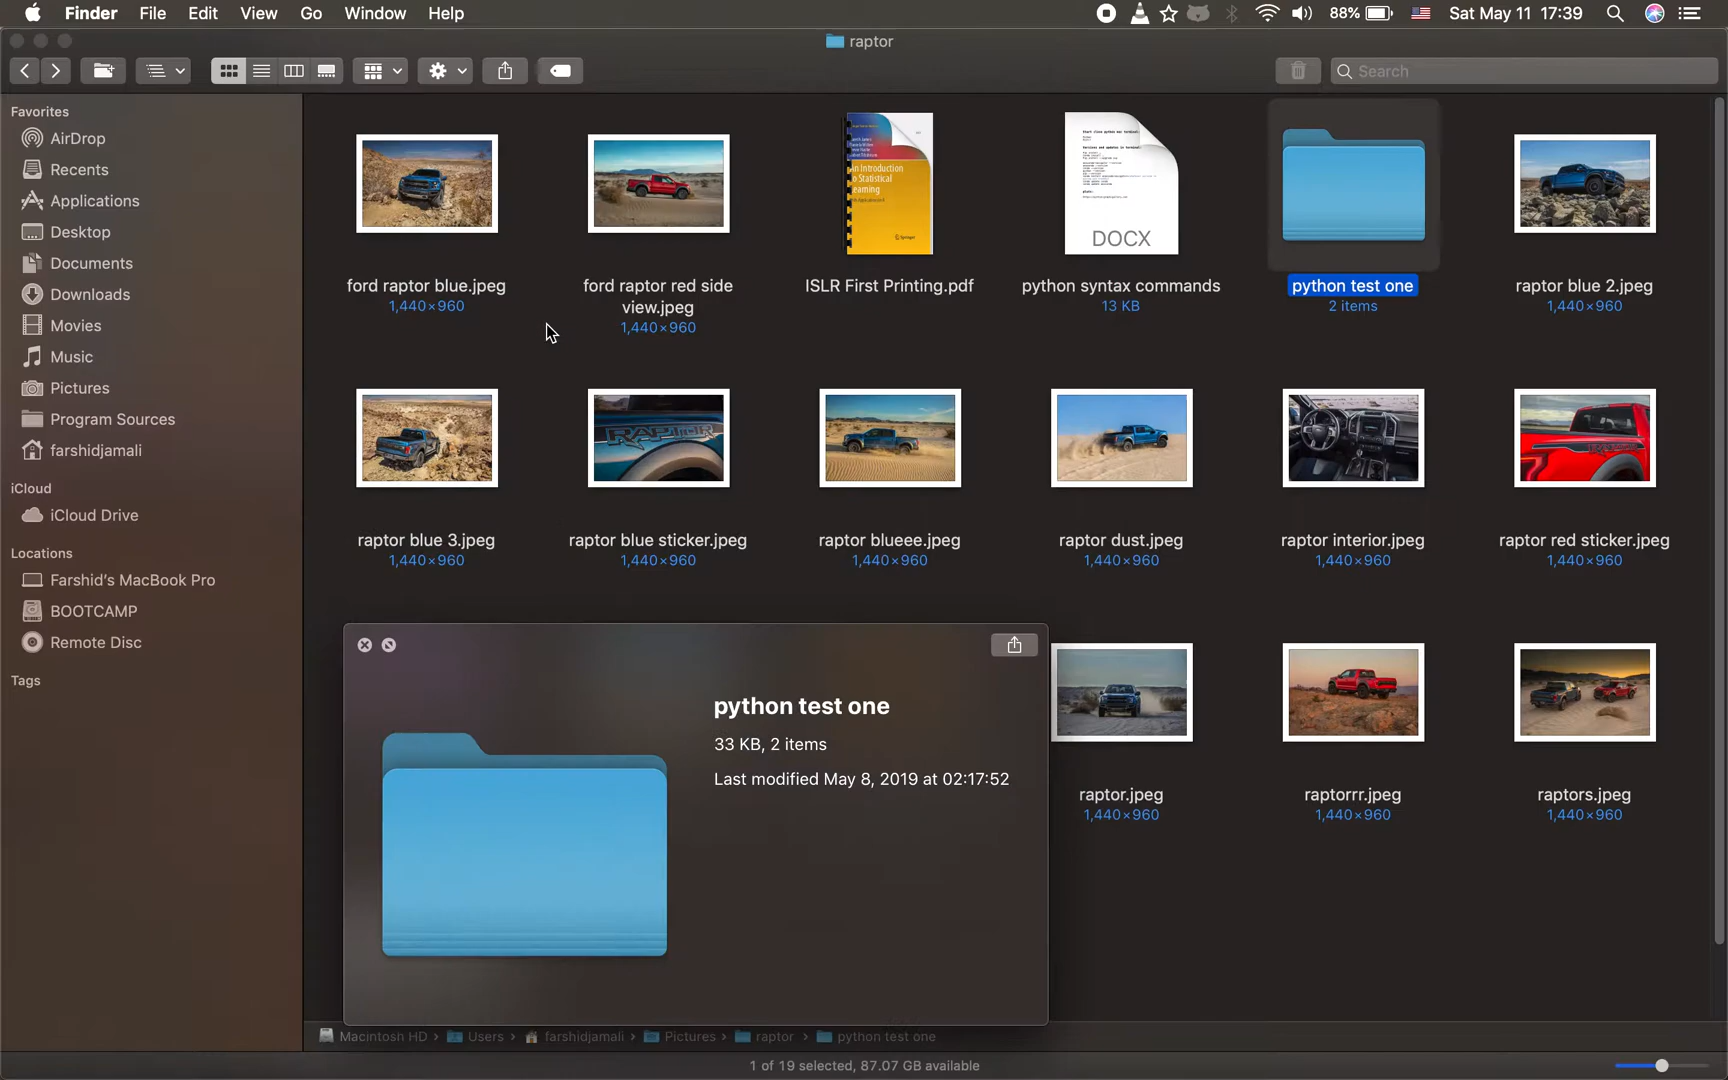 Finder File Edit View Go Window Help 88% Sat May 11 17:39
raptor
Search
Favorites
AirDrop
Recents
Applications
Desktop
Documents
Downloads
Movies
Music
Pictures
Program Sources
farshidjamali
iCloud
iCloud Drive
Locations
Farshid's MacBook Pro
BOOTCAMP
Remote Disc
Tags
An Introduction
to Statistical
Learning
Springer
DOCX
ford raptor blue.jpeg
1,440×960
ford raptor red side
view.jpeg
1,440×960
ISLR First Printing.pdf
python syntax commands
13 KB
python test one
2 items
raptor blue 2.jpeg
1,440×960
RAPTOR
raptor blue 3.jpeg
1,440×960
raptor blue sticker.jpeg
1,440×960
raptor blueee.jpeg
1,440×960
raptor dust.jpeg
1,440×960
raptor interior.jpeg
1,440×960
raptor red sticker.jpeg
1,440×960
python test one
33 KB, 2 items
Last modified May 8, 2019 at 02:17:52
raptor.jpeg
1,440×960
raptorrr.jpeg
1,440×960
raptors.jpeg
1,440×960
Macintosh HD › Users › farshidjamali › Pictures › raptor › python test one
1 of 19 selected, 87.07 GB available